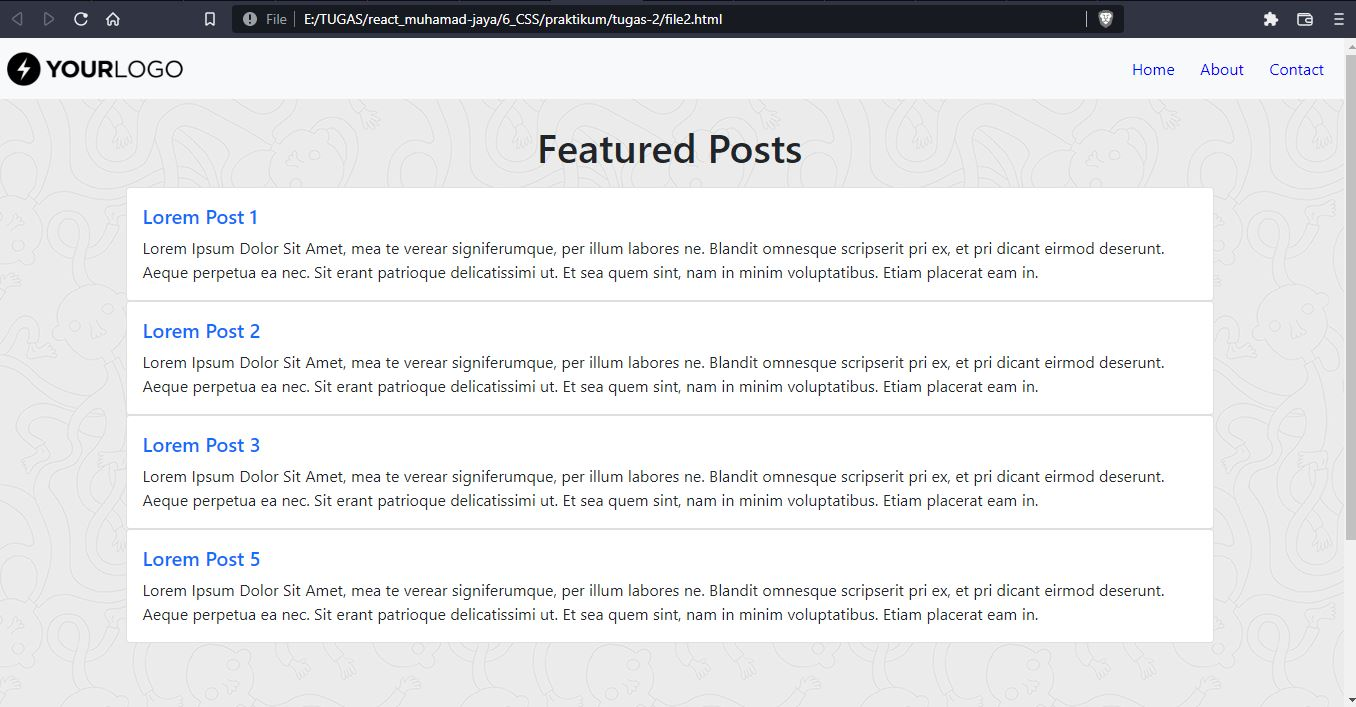 File E:/TUGAS/react_muhamad-jaya/6_CSS/praktikum/tugas-2/file2.html
YOURLOGO Home About Contact
Featured Posts
Lorem Post 1
Lorem Ipsum Dolor Sit Amet, mea te verear signiferumque, per illum labores ne. Blandit omnesque scripserit pri ex, et pri dicant eirmod deserunt.
Aeque perpetua ea nec. Sit erant patrioque delicatissimi ut. Et sea quem sint, nam in minim voluptatibus. Etiam placerat eam in.
Lorem Post 2
Lorem Ipsum Dolor Sit Amet, mea te verear signiferumque, per illum labores ne. Blandit omnesque scripserit pri ex, et pri dicant eirmod deserunt.
Aeque perpetua ea nec. Sit erant patrioque delicatissimi ut. Et sea quem sint, nam in minim voluptatibus. Etiam placerat eam in.
Lorem Post 3
Lorem Ipsum Dolor Sit Amet, mea te verear signiferumque, per illum labores ne. Blandit omnesque scripserit pri ex, et pri dicant eirmod deserunt.
Aeque perpetua ea nec. Sit erant patrioque delicatissimi ut. Et sea quem sint, nam in minim voluptatibus. Etiam placerat eam in.
Lorem Post 5
Lorem Ipsum Dolor Sit Amet, mea te verear signiferumque, per illum labores ne. Blandit omnesque scripserit pri ex, et pri dicant eirmod deserunt.
Aeque perpetua ea nec. Sit erant patrioque delicatissimi ut. Et sea quem sint, nam in minim voluptatibus. Etiam placerat eam in.